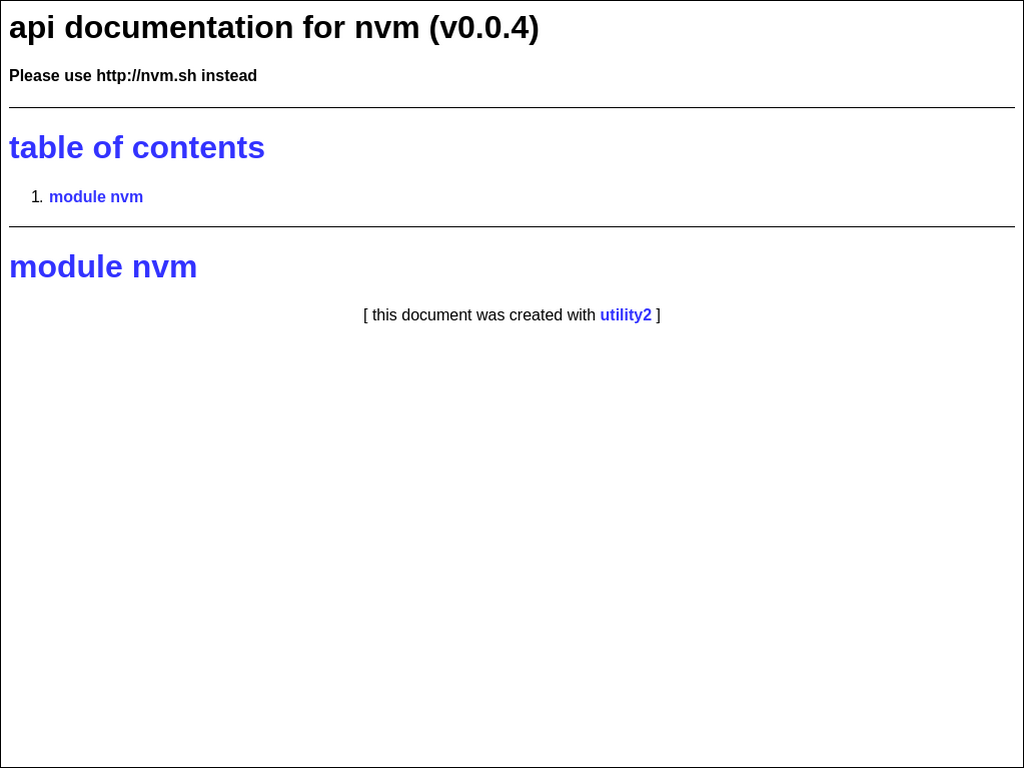 api documentation for nvm (v0.0.4)
Please use http://nvm.sh instead
table of contents
1. module nvm
module nvm
[ this document was created with utility2 ]